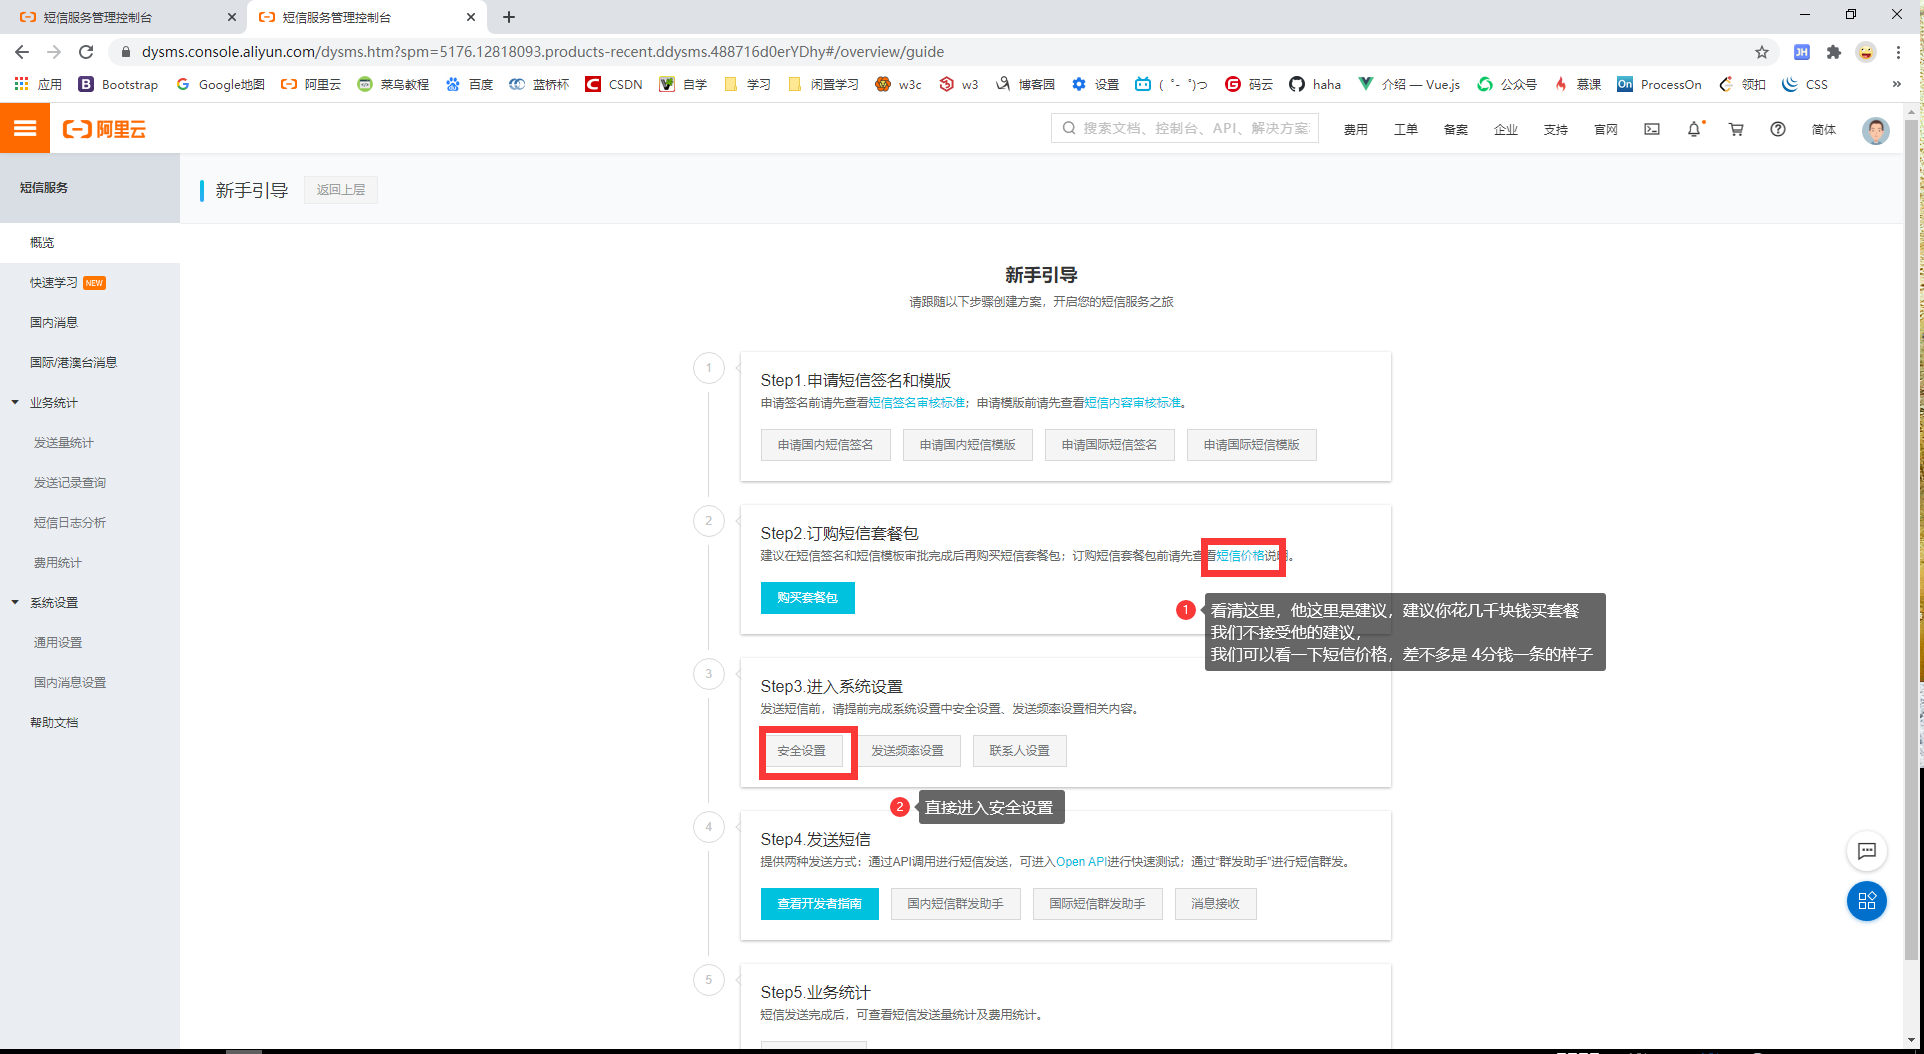 短信服务管理控制台
短信服务管理控制台
dysms.console.aliyun.com/dysms.htm?spm=5176.12818093.products-recent.ddysms.488716d0erYDhy#/overview/guide
JH
应用 Bootstrap Google地图 阿里云 菜鸟教程 百度 蓝桥杯 CSDN 自学 学习 闲置学习 w3c w3 博客园 设置 ( ゜- ゜)つ 码云 haha 介绍 — Vue.js 公众号 慕课 ProcessOn 领扣 CSS »
阿里云
搜索文档、控制台、API、解决方案
费用 工单 备案 企业 支持 官网 简体
短信服务
新手引导 返回上层
概览
快速学习 NEW
国内消息
国际/港澳台消息
业务统计
发送量统计
发送记录查询
短信日志分析
费用统计
系统设置
通用设置
国内消息设置
帮助文档
新手引导
请跟随以下步骤创建方案，开启您的短信服务之旅
1
Step1.申请短信签名和模版
申请签名前请先查看短信签名审核标准；申请模版前请先查看短信内容审核标准。
申请国内短信签名 申请国内短信模版 申请国际短信签名 申请国际短信模版
2
Step2.订购短信套餐包
建议在短信签名和短信模板审批完成后再购买短信套餐包；订购短信套餐包前请先查看短信价格说明。
购买套餐包
1
看清这里，他这里是建议，建议你花几千块钱买套餐
我们不接受他的建议，
我们可以看一下短信价格，差不多是 4分钱一条的样子
3
Step3.进入系统设置
发送短信前，请提前完成系统设置中安全设置、发送频率设置相关内容。
安全设置 发送频率设置 联系人设置
2 直接进入安全设置
4
Step4.发送短信
提供两种发送方式：通过API调用进行短信发送，可进入Open API进行快速测试；通过“群发助手”进行短信群发。
查看开发者指南 国内短信群发助手 国际短信群发助手 消息接收
5
Step5.业务统计
短信发送完成后，可查看短信发送量统计及费用统计。